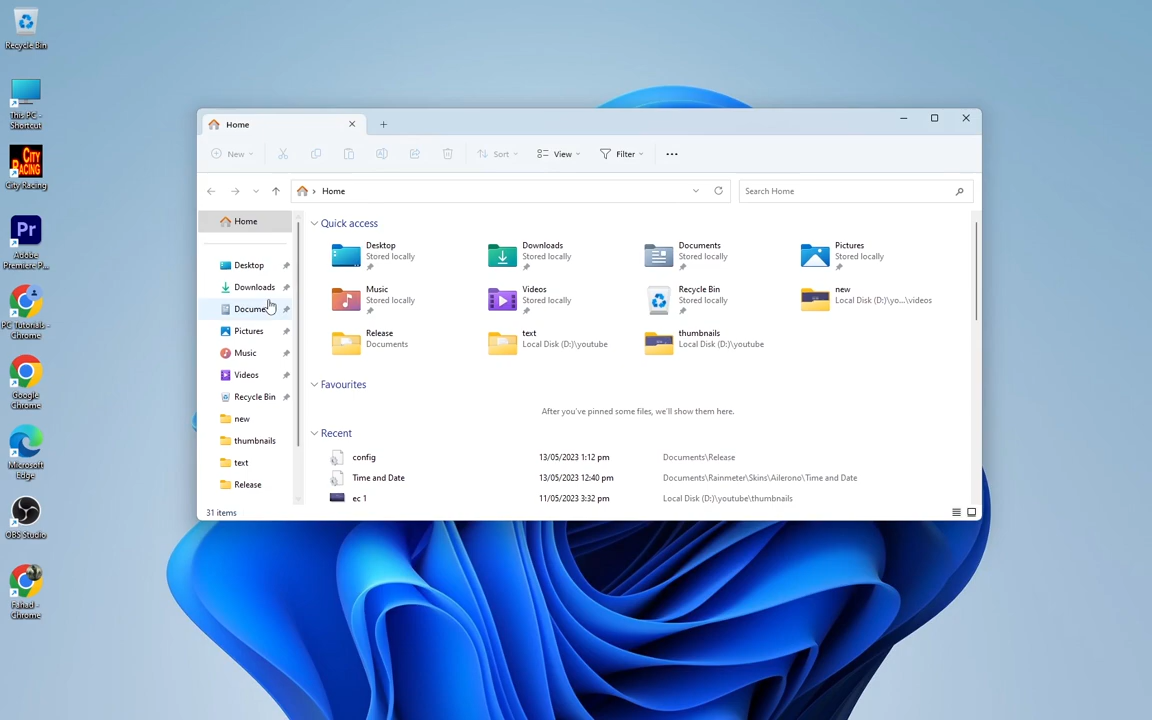 Recycle Bin
This PC -
Shortcut
City Racing
Adobe
Premiere P...
PC Tutorials -
Chrome
Google
Chrome
Microsoft
Edge
OBS Studio
Fahad -
Chrome
Home
New
Sort
View
Filter
Home
Search Home
Home
Desktop
Downloads
Docume
Pictures
Music
Videos
Recycle Bin
new
thumbnails
text
Release
Quick access
Desktop
Stored locally
Downloads
Stored locally
Documents
Stored locally
Pictures
Stored locally
Music
Stored locally
Videos
Stored locally
Recycle Bin
Stored locally
new
Local Disk (D:)\yo...\videos
Release
Documents
text
Local Disk (D:)\youtube
thumbnails
Local Disk (D:)\youtube
Favourites
After you've pinned some files, we'll show them here.
Recent
config 13/05/2023 1:12 pm Documents\Release
Time and Date 13/05/2023 12:40 pm Documents\Rainmeter\Skins\Ailerono\Time and Date
ec 1 11/05/2023 3:32 pm Local Disk (D:)\youtube\thumbnails
31 items